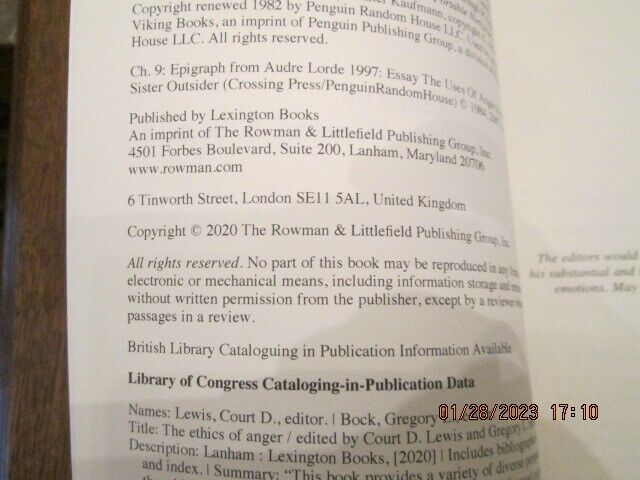 Kaufmann, copyright
Copyright renewed 1982 by Penguin Random House LLC.
Viking Books, an imprint of Penguin Publishing Group, a division
House LLC. All rights reserved.
Ch. 9: Epigraph from Audre Lorde 1997: Essay The Uses Of Anger
Sister Outsider (Crossing Press/PenguinRandomHouse) © 1984,
Published by Lexington Books
An imprint of The Rowman & Littlefield Publishing Group, Inc.
4501 Forbes Boulevard, Suite 200, Lanham, Maryland 20706
www.rowman.com
6 Tinworth Street, London SE11 5AL, United Kingdom
Copyright © 2020 The Rowman & Littlefield Publishing Group, Inc.
All rights reserved. No part of this book may be reproduced in any
electronic or mechanical means, including information storage and
without written permission from the publisher, except by a reviewer
passages in a review.
British Library Cataloguing in Publication Information Available
Library of Congress Cataloging-in-Publication Data
Names: Lewis, Court D., editor. | Bock, Gregory
Title: The ethics of anger / edited by Court D. Lewis and Gregory
Description: Lanham : Lexington Books, [2020] | Includes
and index. | Summary: "This book provides a variety of diverse
The editors would
his substantial and
emotions. May
01/28/2023 17:10